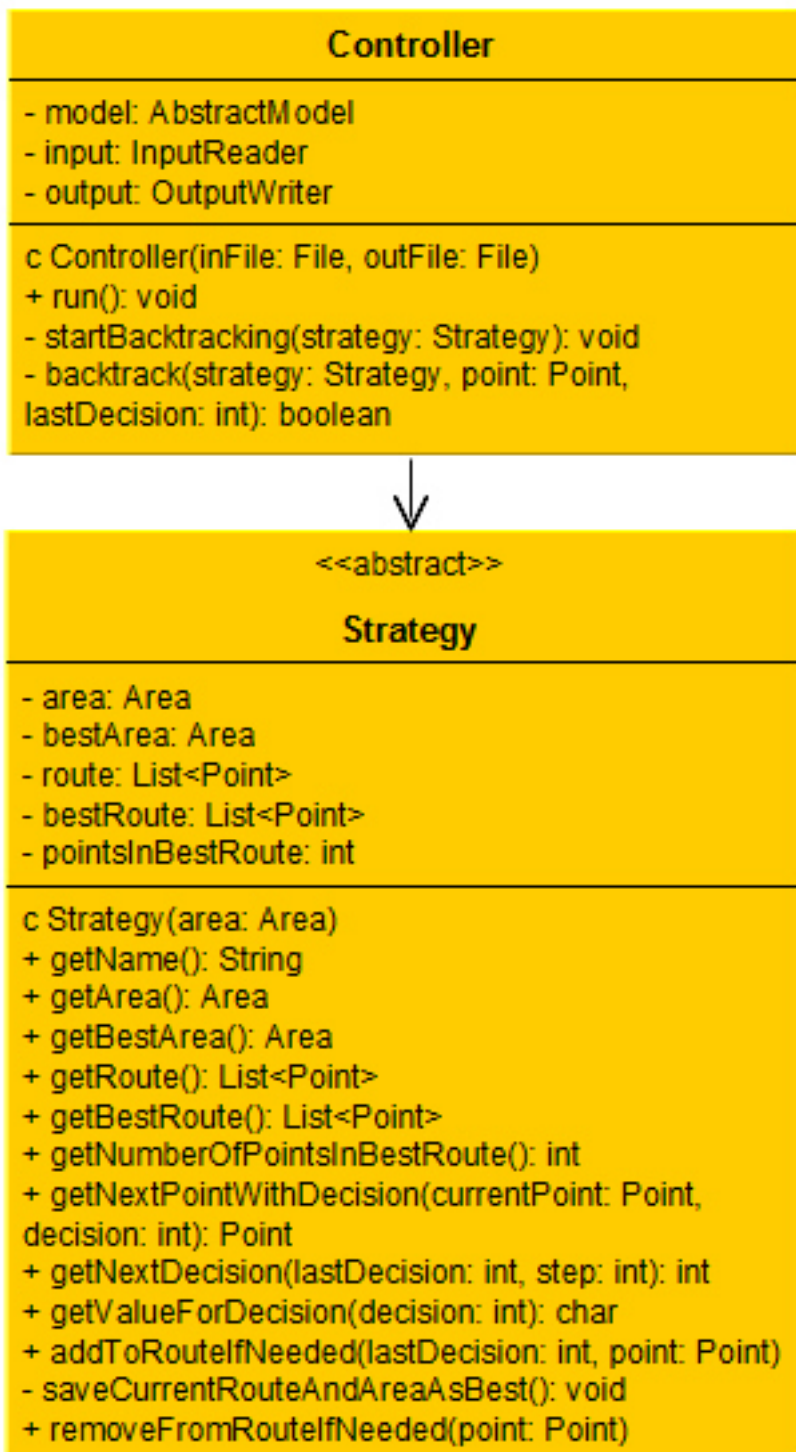 Controller
- model: AbstractModel
- input: InputReader
- output: OutputWriter
c Controller(inFile: File, outFile: File)
+ run(): void
- startBacktracking(strategy: Strategy): void
- backtrack(strategy: Strategy, point: Point,
lastDecision: int): boolean
<<abstract>>
Strategy
- area: Area
- bestArea: Area
- route: List<Point>
- bestRoute: List<Point>
- pointsInBestRoute: int
c Strategy(area: Area)
+ getName(): String
+ getArea(): Area
+ getBestArea(): Area
+ getRoute(): List<Point>
+ getBestRoute(): List<Point>
+ getNumberOfPointsInBestRoute(): int
+ getNextPointWithDecision(currentPoint: Point,
decision: int): Point
+ getNextDecision(lastDecision: int, step: int): int
+ getValueForDecision(decision: int): char
+ addToRouteIfNeeded(lastDecision: int, point: Point)
- saveCurrentRouteAndAreaAsBest(): void
+ removeFromRouteIfNeeded(point: Point)